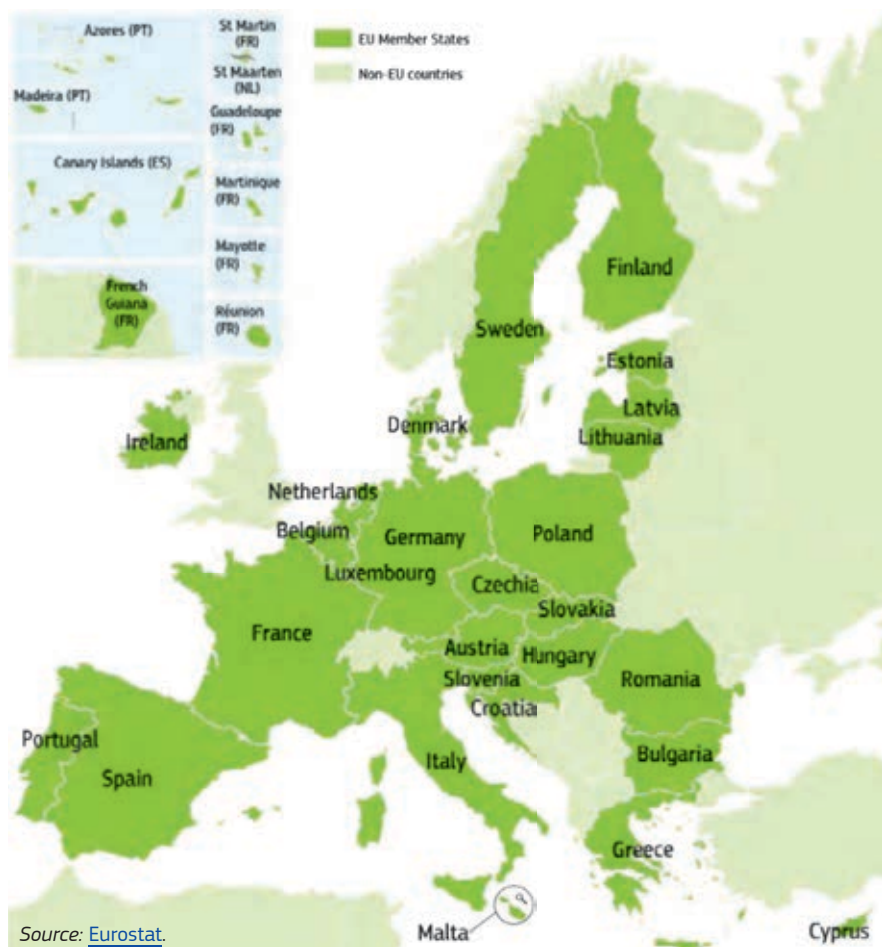 Azores (PT)
Madeira (PT)
Canary Islands (ES)
French
Guiana
(FR)
St Martin
(FR)
St Maarten
(NL)
Guadeloupe
(FR)
Martinique
(FR)
Mayotte
(FR)
Réunion
(FR)
EU Member States
Non-EU countries
Finland
Sweden
Estonia
Latvia
Lithuania
Denmark
Ireland
Netherlands
Belgium
Germany
Poland
Luxembourg
Czechia
Slovakia
France
Austria
Hungary
Slovenia
Romania
Croatia
Portugal
Spain
Italy
Bulgaria
Greece
Malta
Cyprus
Source: Eurostat.